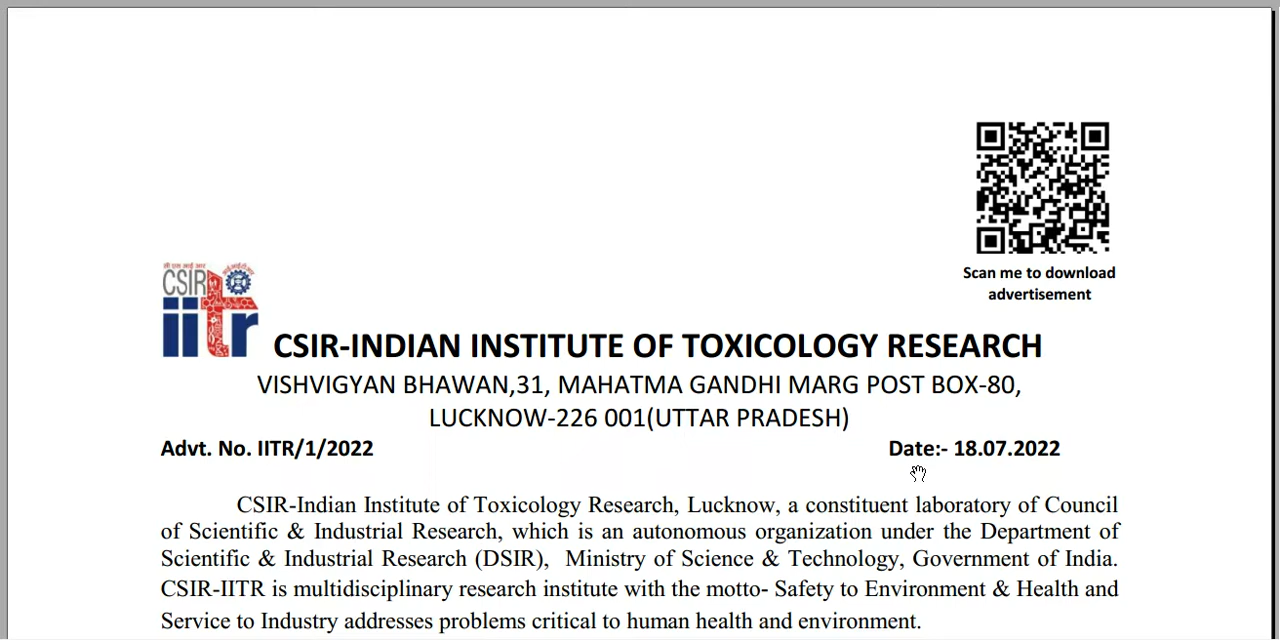 Scan me to download
advertisement
CSIR
iitr
CSIR-INDIAN INSTITUTE OF TOXICOLOGY RESEARCH
VISHVIGYAN BHAWAN,31, MAHATMA GANDHI MARG POST BOX-80,
LUCKNOW-226 001(UTTAR PRADESH)
Advt. No. IITR/1/2022 Date:- 18.07.2022
CSIR-Indian Institute of Toxicology Research, Lucknow, a constituent laboratory of Council
of Scientific & Industrial Research, which is an autonomous organization under the Department of
Scientific & Industrial Research (DSIR), Ministry of Science & Technology, Government of India.
CSIR-IITR is multidisciplinary research institute with the motto- Safety to Environment & Health and
Service to Industry addresses problems critical to human health and environment.